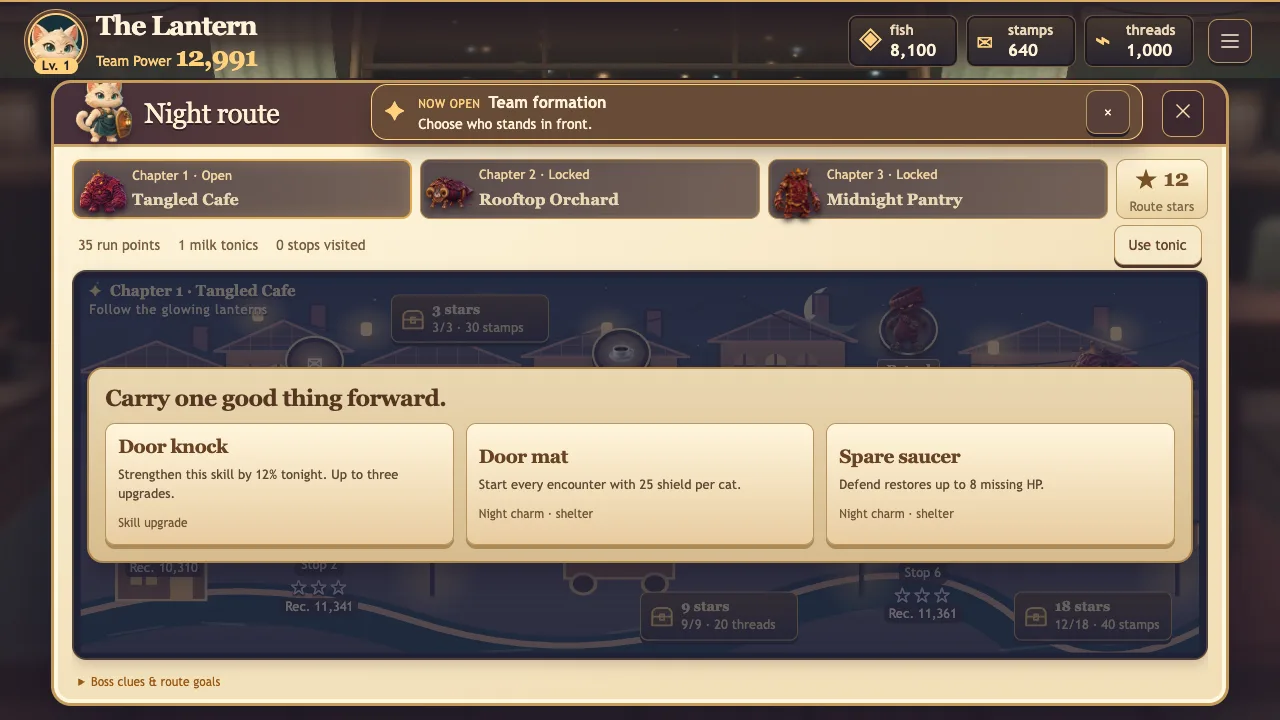 The Lantern
Lv. 1
Team Power 12,991
fish
8,100
stamps
640
threads
1,000
Night route
NOW OPEN Team formation
Choose who stands in front.
×
Chapter 1 · Open
Tangled Cafe
Chapter 2 · Locked
Rooftop Orchard
Chapter 3 · Locked
Midnight Pantry
★ 12
Route stars
35 run points 1 milk tonics 0 stops visited
Use tonic
Chapter 1 · Tangled Cafe
Follow the glowing lanterns
3 stars
3/3 · 30 stamps
Carry one good thing forward.
Door knock
Strengthen this skill by 12% tonight. Up to three
upgrades.
Skill upgrade
Door mat
Start every encounter with 25 shield per cat.
Night charm · shelter
Spare saucer
Defend restores up to 8 missing HP.
Night charm · shelter
Rec. 10,310
Stop 2
Rec. 11,341
9 stars
9/9 · 20 threads
Stop 6
Rec. 11,361
18 stars
12/18 · 40 stamps
Boss clues & route goals